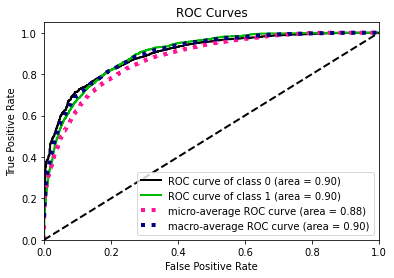 ROC Curves
True Positive Rate
1.0
0.8
0.6
0.4
0.2
0.0
ROC curve of class 0 (area = 0.90)
ROC curve of class 1 (area = 0.90)
micro-average ROC curve (area = 0.88)
macro-average ROC curve (area = 0.90)
0.0 0.2 0.4 0.6 0.8 1.0
False Positive Rate